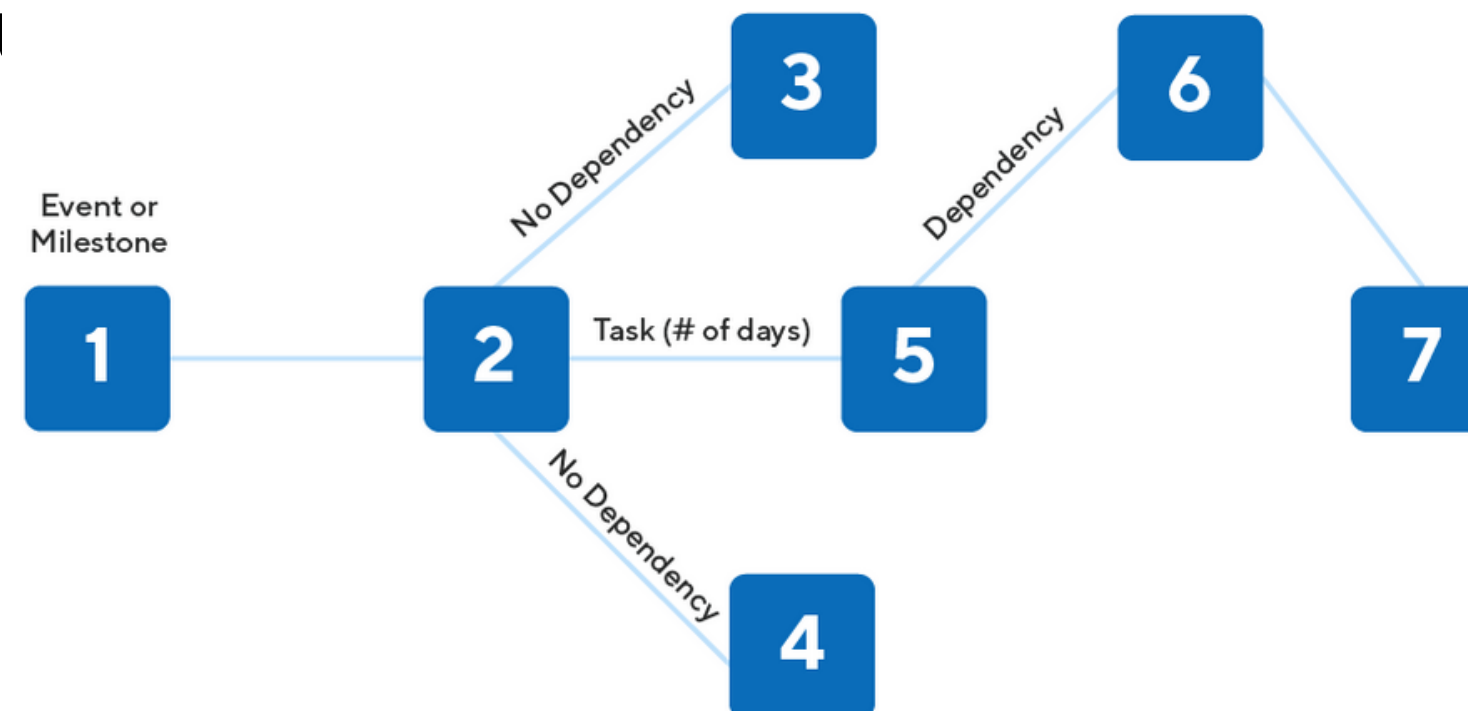 3
6
No Dependency
Dependency
Event or
Milestone
1
2
Task (# of days)
5
7
No Dependency
4